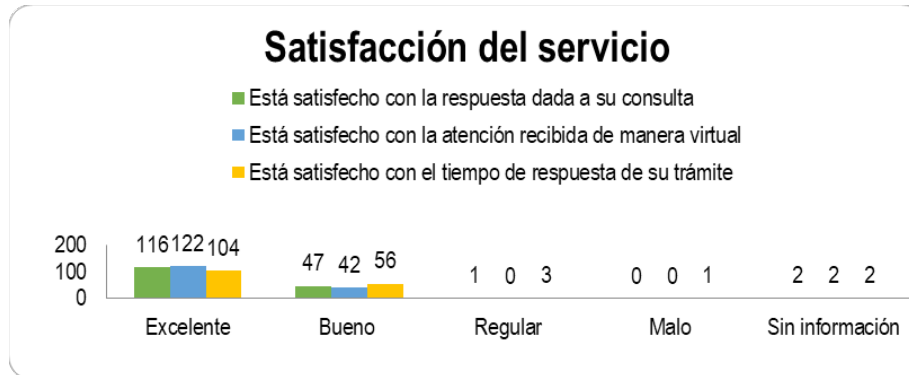 Satisfacción del servicio
Está satisfecho con la respuesta dada a su consulta
Está satisfecho con la atención recibida de manera virtual
Está satisfecho con el tiempo de respuesta de su trámite
200
100
0
116 122 104
47 42 56
1 0 3
0 0 1
2 2 2
Excelente Bueno Regular Malo Sin información